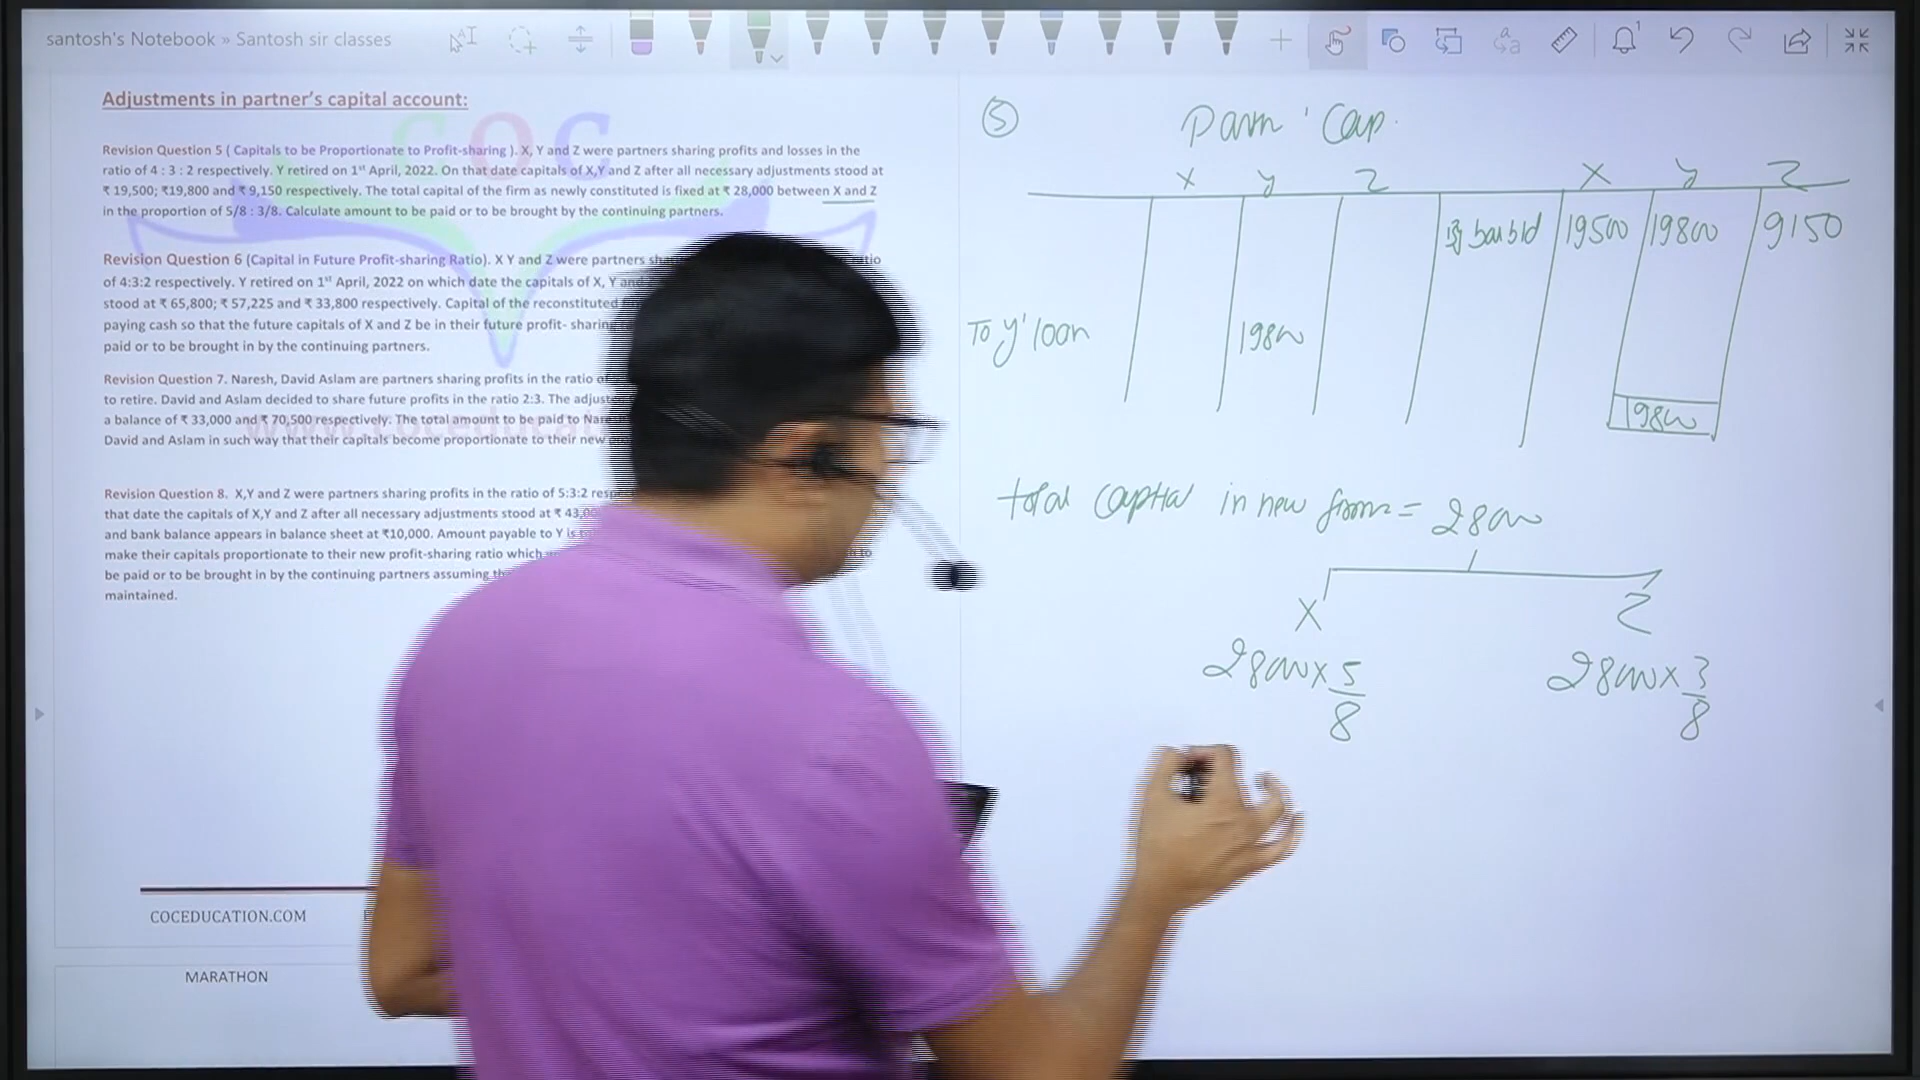 santosh's Notebook » Santosh sir classes
Adjustments in partner's capital account:
COC
Revision Question 5 ( Capitals to be Proportionate to Profit-sharing ). X, Y and Z were partners sharing profits and losses in the
ratio of 4 : 3 : 2 respectively. Y retired on 1st April, 2022. On that date capitals of X,Y and Z after all necessary adjustments stood at
₹ 19,500; ₹19,800 and ₹ 9,150 respectively. The total capital of the firm as newly constituted is fixed at ₹ 28,000 between X and Z
in the proportion of 5/8 : 3/8. Calculate amount to be paid or to be brought by the continuing partners.
Revision Question 6 (Capital in Future Profit-sharing Ratio). X Y and Z were partners
of 4:3:2 respectively. Y retired on 1st April, 2022 on which date the capitals of X, Y and
stood at ₹ 65,800; ₹ 57,225 and ₹ 33,800 respectively. Capital of the reconstituted
paying cash so that the future capitals of X and Z be in their future profit- sharing
paid or to be brought in by the continuing partners.
Revision Question 7. Naresh, David Aslam are partners sharing profits in the ratio
to retire. David and Aslam decided to share future profits in the ratio 2:3. The
a balance of ₹ 33,000 and ₹ 70,500 respectively. The total amount to be paid to
David and Aslam in such way that their capitals become proportionate to their new
Revision Question 8. X,Y and Z were partners sharing profits in the ratio of 5:3:2
that date the capitals of X,Y and Z after all necessary adjustments stood at ₹
and bank balance appears in balance sheet at ₹10,000. Amount payable to Y is
make their capitals proportionate to their new profit-sharing ratio which to
be paid or to be brought in by the continuing partners assuming
maintained.
COCEDUCATION.COM
MARATHON
5 Parn ' Cap.
X Y Z X Y Z
bal b/d 19500 19800 9150
To Y' loan 19800
19800
total capital in new firm = 28000
X Z
28000 x 5/8 28000 x 3/8